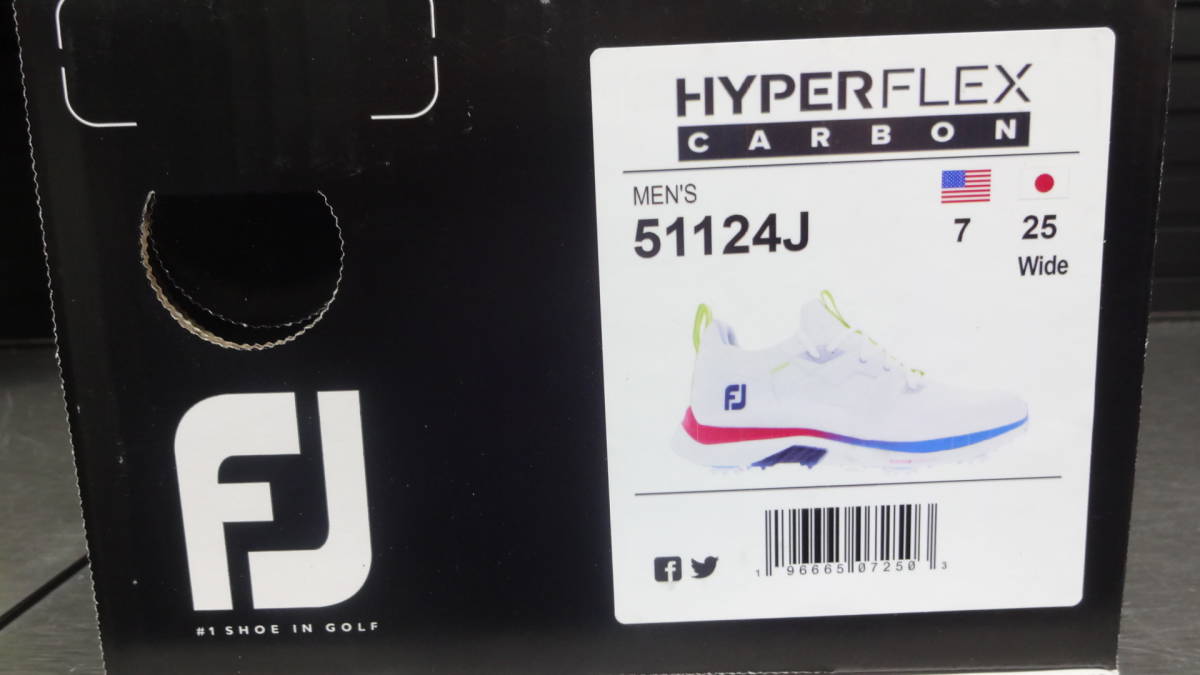 HYPERFLEX
CARBON
MEN'S
51124J
7
25
Wide
FJ
1 96665 07250 3
FJ
#1 SHOE IN GOLF